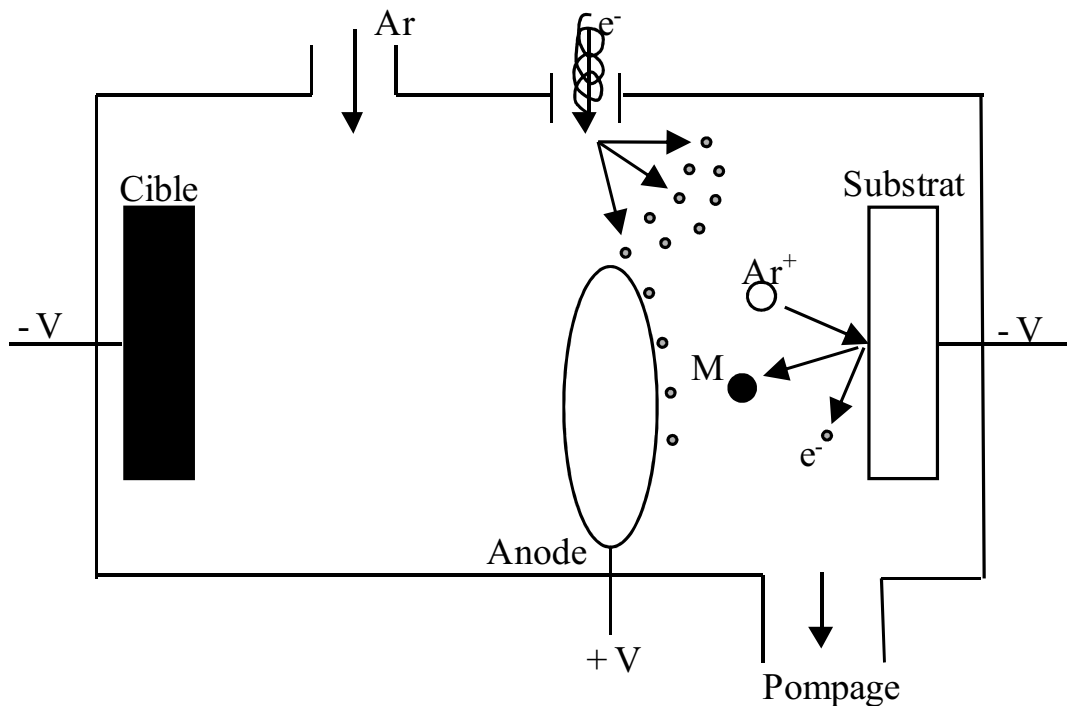 Ar
e⁻
Cible
Substrat
Ar⁺
- V
- V
M
e⁻
Anode
+ V
Pompage